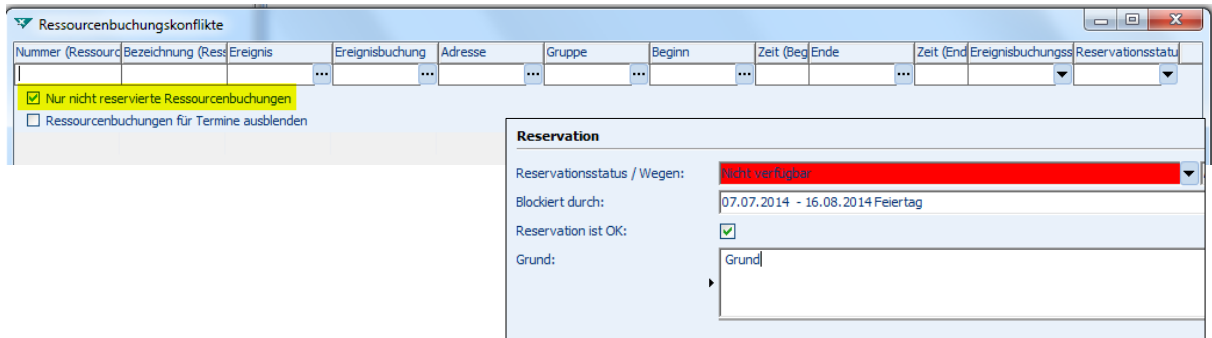 Ressourcenbuchungskonflikte
Nummer (Ressourc Bezeichnung (Ress Ereignis Ereignisbuchung Adresse Gruppe Beginn Zeit (Beg Ende Zeit (End Ereignisbuchungss Reservationsstatu
Nur nicht reservierte Ressourcenbuchungen
Ressourcenbuchungen für Termine ausblenden
Reservation
Reservationsstatus / Wegen: Nicht verfügbar
Blockiert durch: 07.07.2014 - 16.08.2014 Feiertag
Reservation ist OK:
Grund: Grund